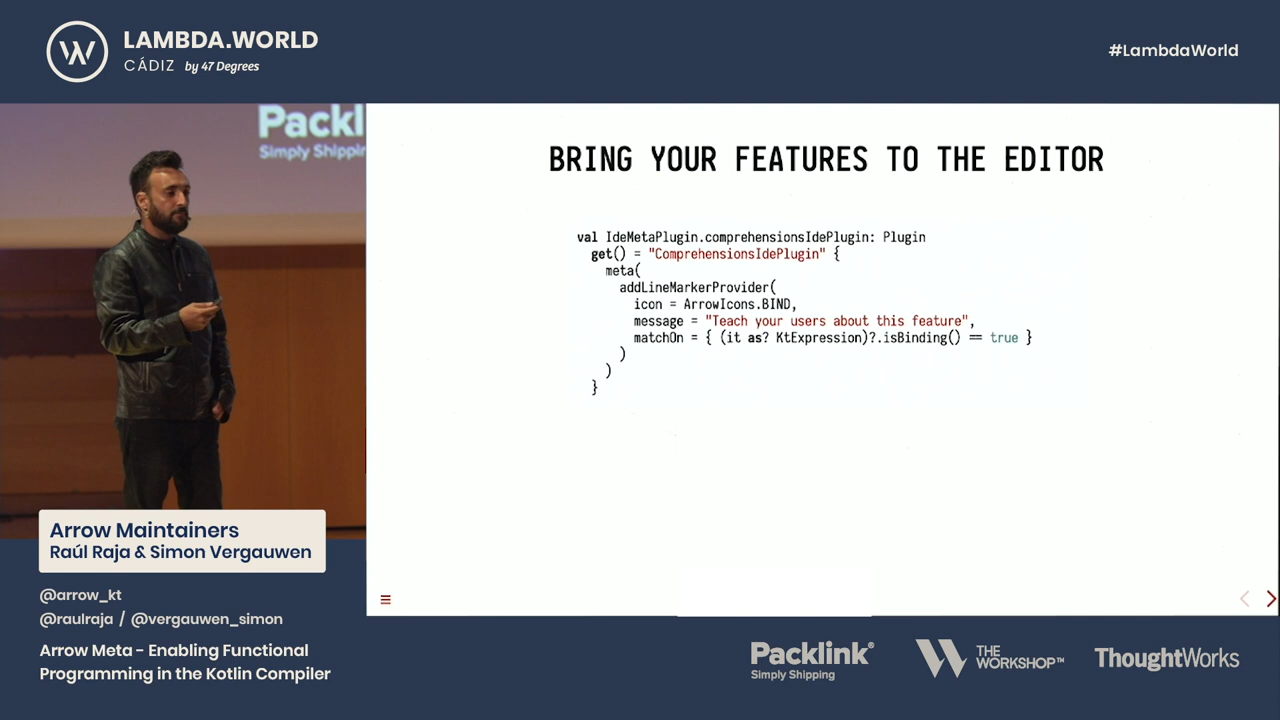 LAMBDA.WORLD
CÁDIZ by 47 Degrees
#LambdaWorld
Packl
Simply Shippin
BRING YOUR FEATURES TO THE EDITOR
val IdeMetaPlugin.comprehensionsIdePlugin: Plugin
get() = "ComprehensionsIdePlugin" {
meta(
addLineMarkerProvider(
icon = ArrowIcons.BIND,
message = "Teach your users about this feature",
matchOn = { (it as? KtExpression)?.isBinding() == true }
)
)
}
Arrow Maintainers
Raúl Raja & Simon Vergauwen
@arrow_kt
@raulraja / @vergauwen_simon
Arrow Meta - Enabling Functional
Programming in the Kotlin Compiler
Packlink®
Simply Shipping
THE
WORKSHOP™
ThoughtWorks